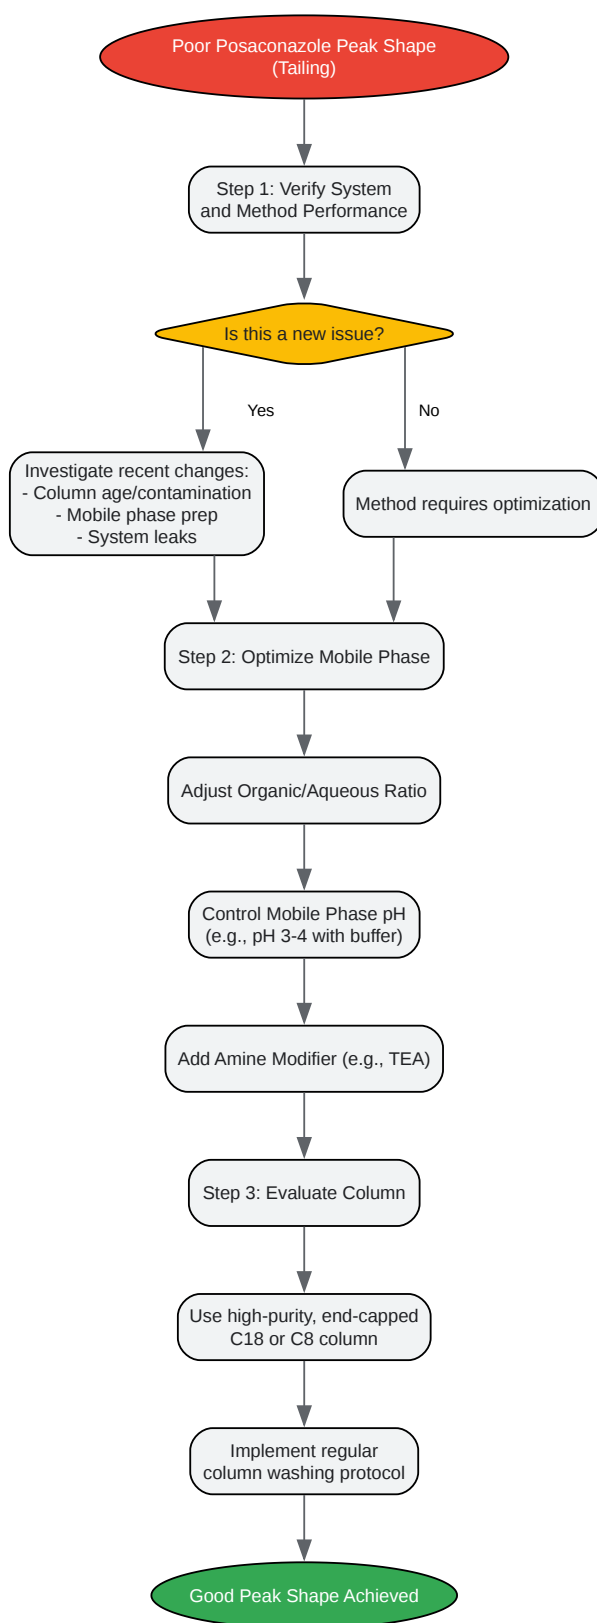 Poor Posaconazole Peak Shape
(Tailing)
Step 1: Verify System
and Method Performance
Is this a new issue?
Yes
No
Investigate recent changes:
- Column age/contamination
- Mobile phase prep
- System leaks
Method requires optimization
Step 2: Optimize Mobile Phase
Adjust Organic/Aqueous Ratio
Control Mobile Phase pH
(e.g., pH 3-4 with buffer)
Add Amine Modifier (e.g., TEA)
Step 3: Evaluate Column
Use high-purity, end-capped
C18 or C8 column
Implement regular
column washing protocol
Good Peak Shape Achieved